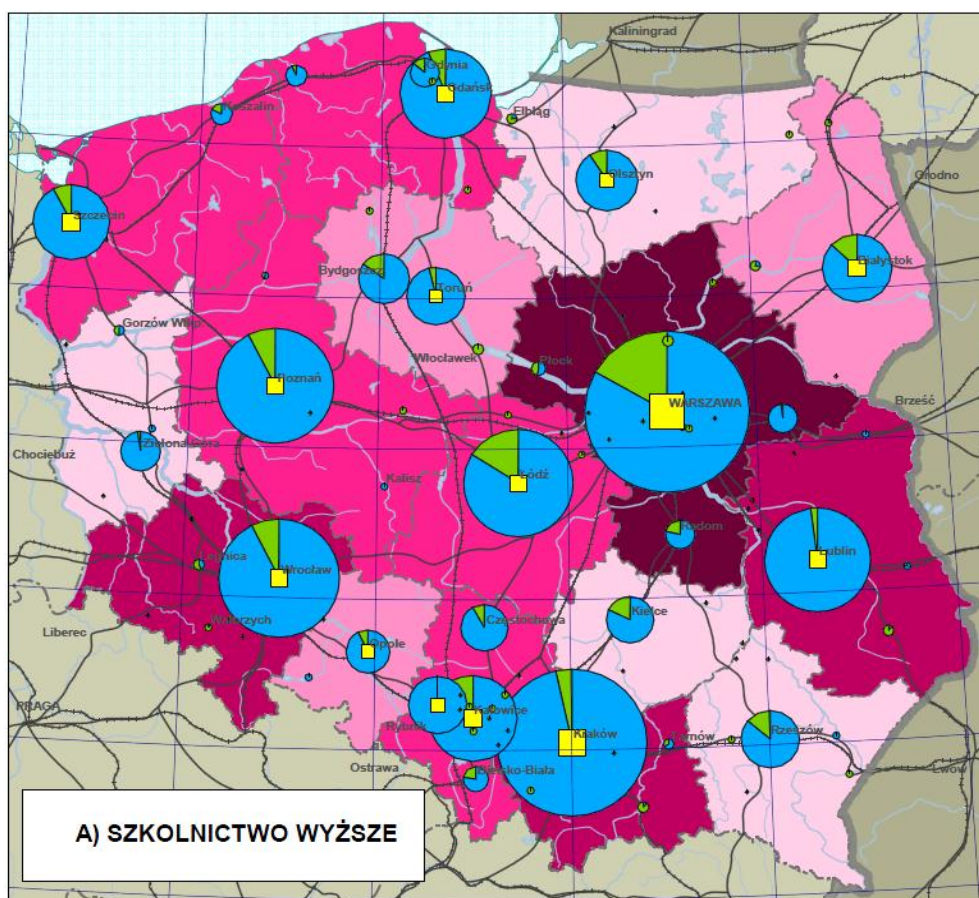 Kaliningrad
Gdynia
Gdańsk
Koszalin
Elbląg
Olsztyn
Grodno
Szczecin
Białystok
Bydgoszcz
Toruń
Gorzów Wlkp.
Włocławek
Płock
Poznań
WARSZAWA
Brześć
Zielona Góra
Chociebuż
Łódź
Kalisz
Radom
Legnica
Wrocław
Lublin
Wałbrzych
Częstochowa
Kielce
Liberec
Opole
PRAGA
Katowice
Rybnik
Kraków
Tarnów
Rzeszów
Ostrawa
Bielsko-Biała
Lwów
A) SZKOLNICTWO WYŻSZE